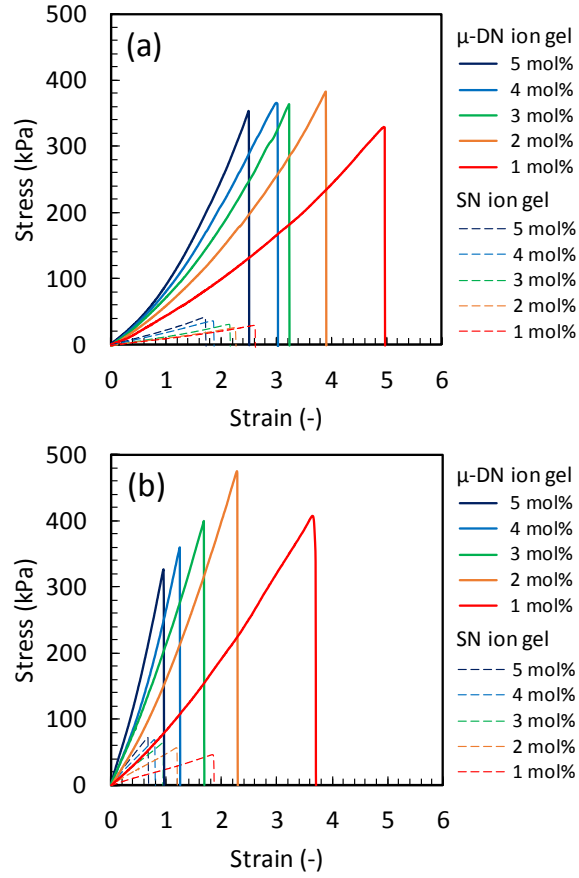 (a)
500
400
300
200
100
0
Stress (kPa)
0 1 2 3 4 5 6
Strain (-)
μ-DN ion gel
5 mol%
4 mol%
3 mol%
2 mol%
1 mol%
SN ion gel
5 mol%
4 mol%
3 mol%
2 mol%
1 mol%
(b)
500
400
300
200
100
0
Stress (kPa)
0 1 2 3 4 5 6
Strain (-)
μ-DN ion gel
5 mol%
4 mol%
3 mol%
2 mol%
1 mol%
SN ion gel
5 mol%
4 mol%
3 mol%
2 mol%
1 mol%